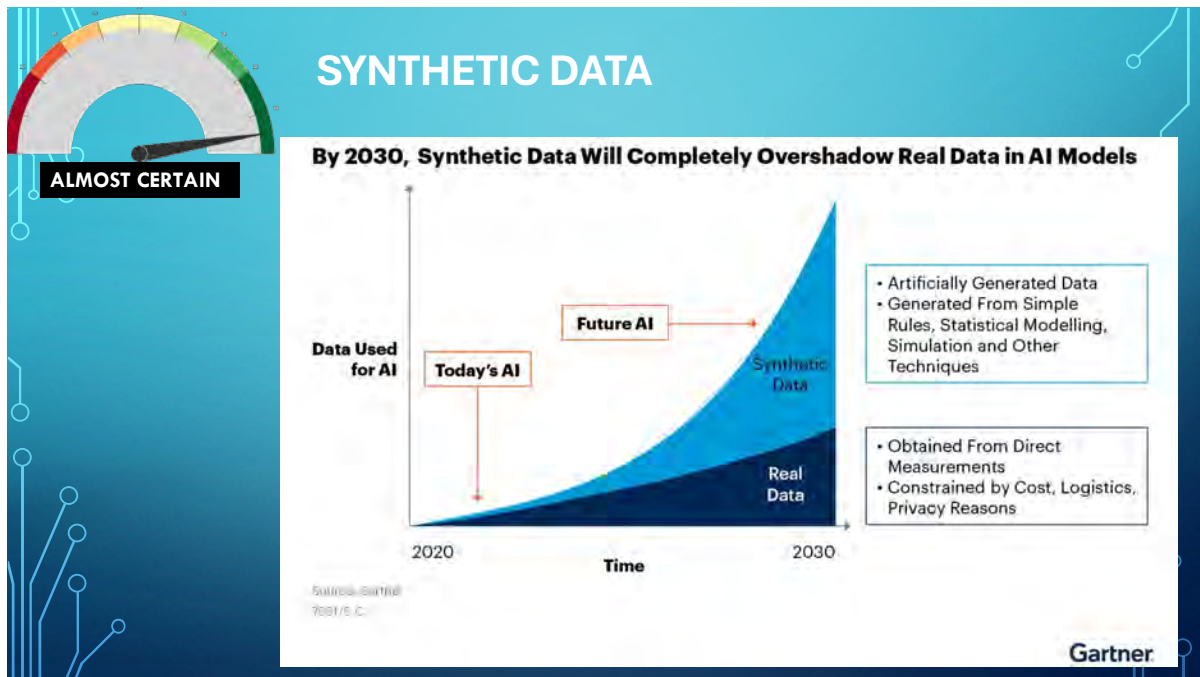 SYNTHETIC DATA
ALMOST CERTAIN
By 2030, Synthetic Data Will Completely Overshadow Real Data in AI Models
Data Used
for AI
Today's AI
Future AI
Synthetic
Data
Real
Data
• Artificially Generated Data
• Generated From Simple
Rules, Statistical Modelling,
Simulation and Other
Techniques
• Obtained From Direct
Measurements
• Constrained by Cost, Logistics,
Privacy Reasons
2020
2030
Time
Source: Gartner
Gartner